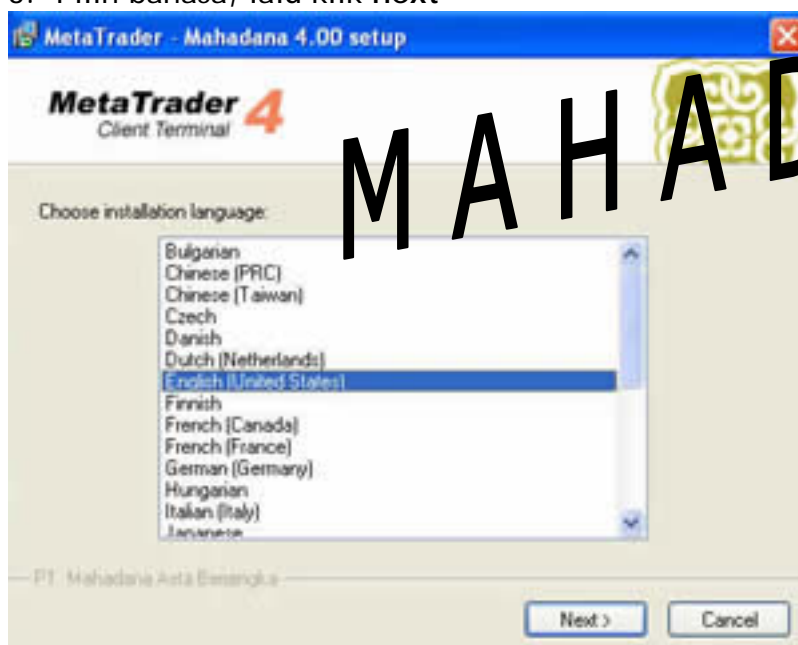 MetaTrader - Mahadana 4.00 setup
MetaTrader 4
Client Terminal
MAHAD
Choose installation language:
Bulgarian
Chinese (PRC)
Chinese (Taiwan)
Czech
Danish
Dutch (Netherlands)
English (United States)
Finnish
French (Canada)
French (France)
German (Germany)
Hungarian
Italian (Italy)
Japanese
PT. Mahadana Asta Berjangka
Next >
Cancel